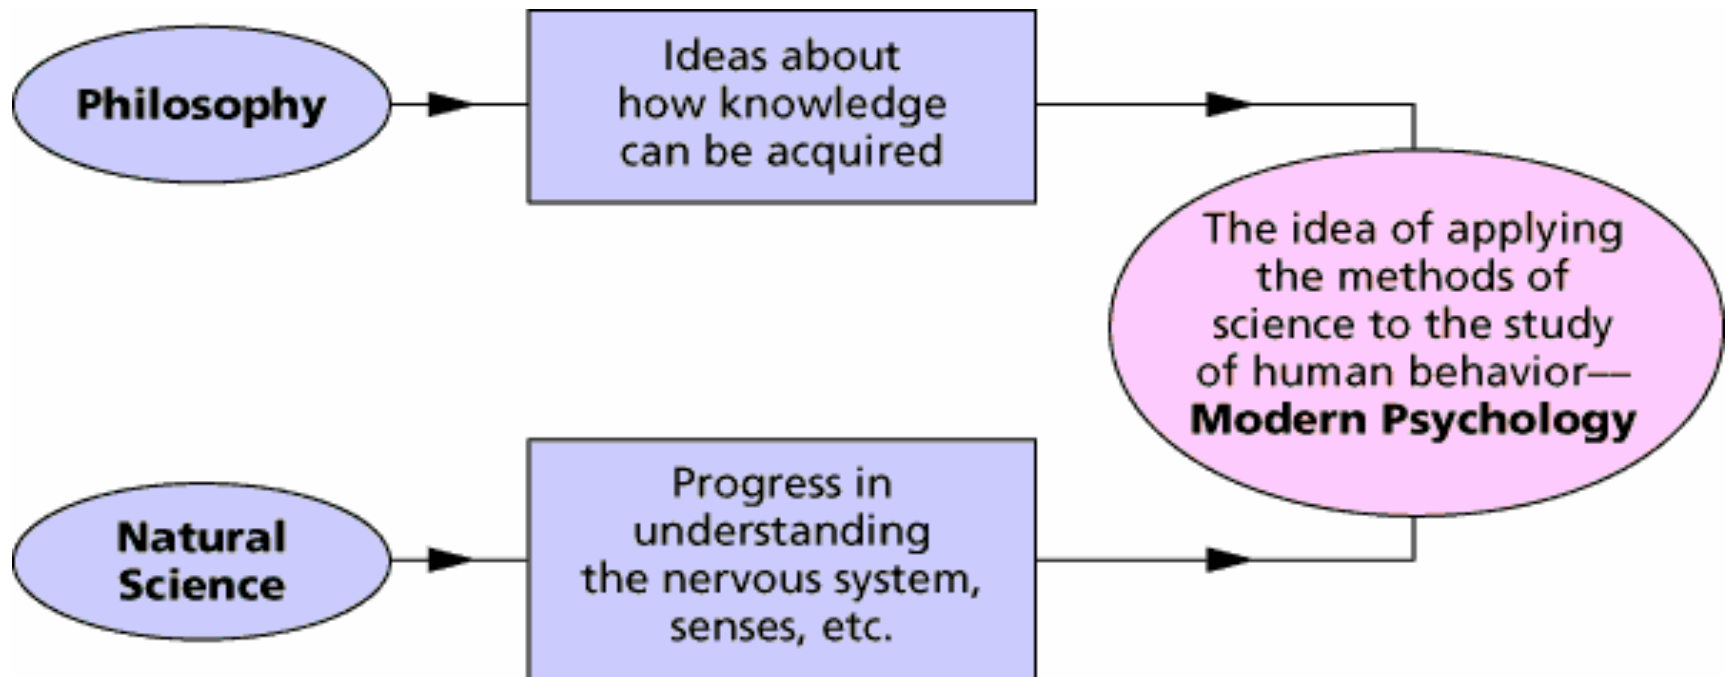 Philosophy
Ideas about
how knowledge
can be acquired
The idea of applying
the methods of
science to the study
of human behavior—
Modern Psychology
Natural
Science
Progress in
understanding
the nervous system,
senses, etc.